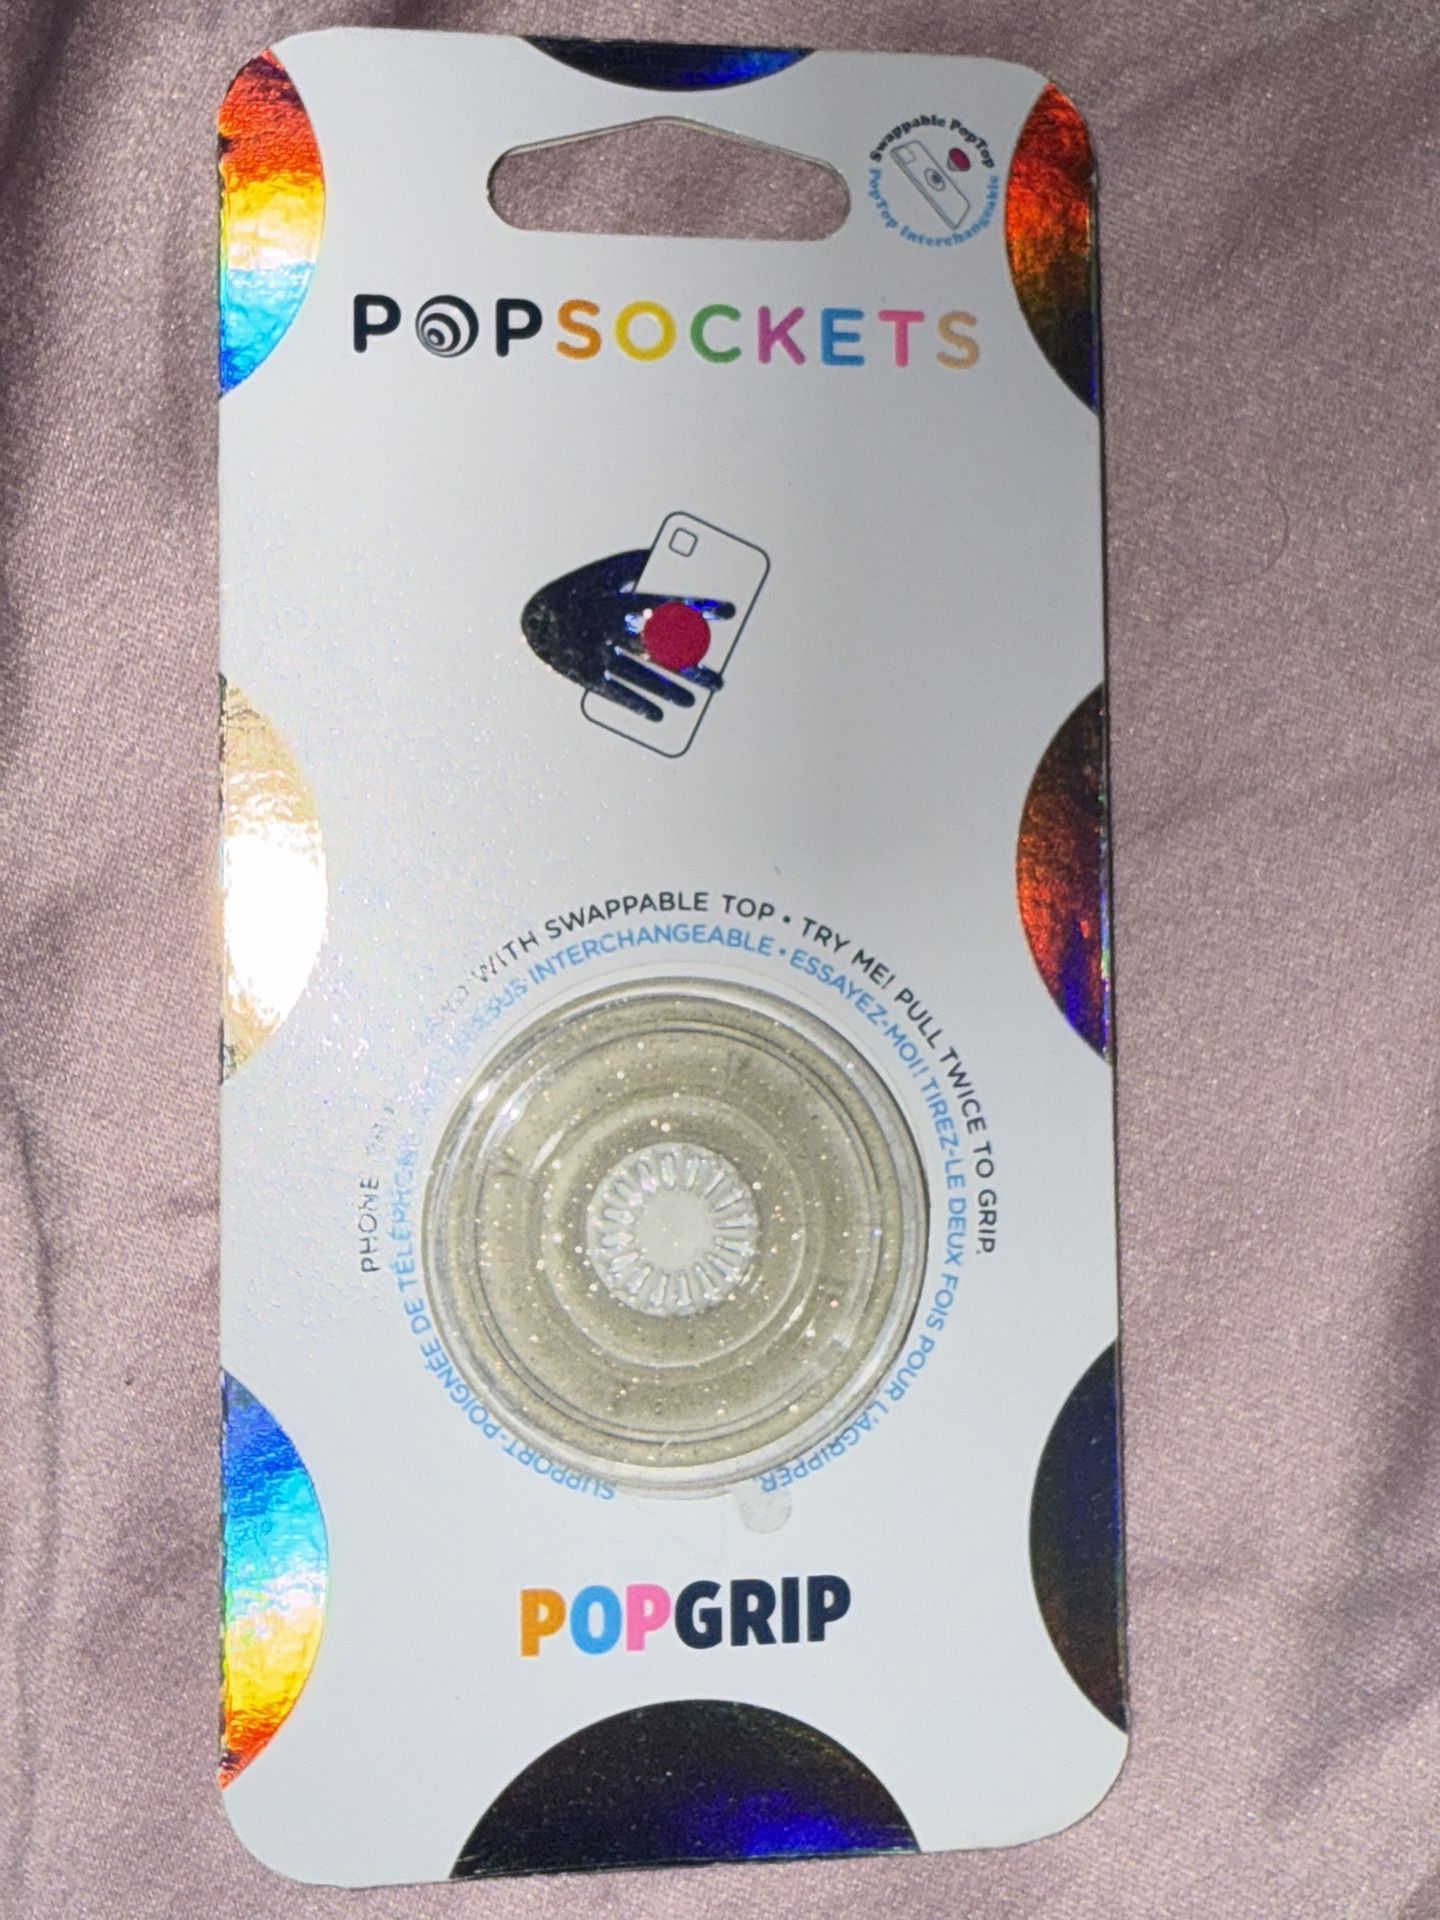 Swappable PopTop
PopTop Interchangeable
POPSOCKETS
PHONE WITH SWAPPABLE TOP • TRY ME! PULL TWICE TO GRIP.
SUPPORT-POIGNÉE DE TÉLÉPHONE INTERCHANGEABLE • ESSAYEZ-MOI! TIREZ-LE DEUX FOIS POUR L'AGRIPPER
POPGRIP